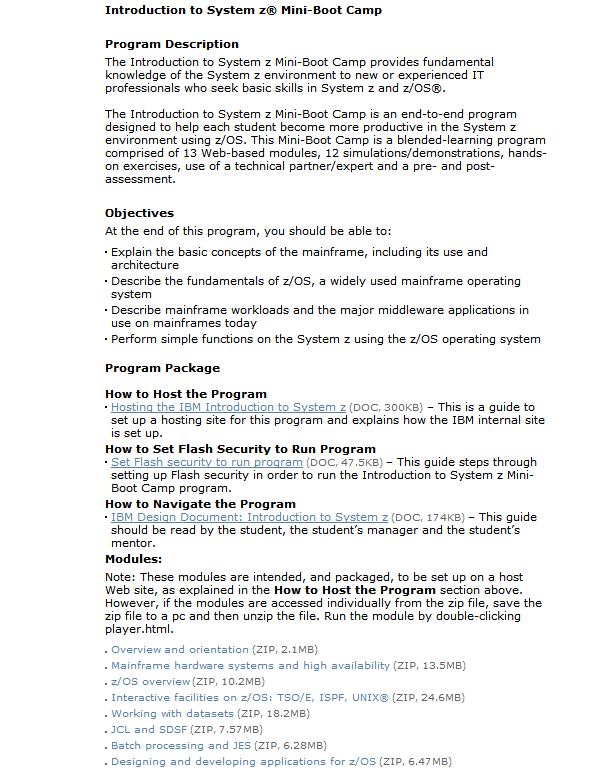 Introduction to System z® Mini-Boot Camp
Program Description
The Introduction to System z Mini-Boot Camp provides fundamental
knowledge of the System z environment to new or experienced IT
professionals who seek basic skills in System z and z/OS®.
The Introduction to System z Mini-Boot Camp is an end-to-end program
designed to help each student become more productive in the System z
environment using z/OS. This Mini-Boot Camp is a blended-learning program
comprised of 13 Web-based modules, 12 simulations/demonstrations, hands-
on exercises, use of a technical partner/expert and a pre- and post-
assessment.
Objectives
At the end of this program, you should be able to:
· Explain the basic concepts of the mainframe, including its use and
architecture
· Describe the fundamentals of z/OS, a widely used mainframe operating
system
· Describe mainframe workloads and the major middleware applications in
use on mainframes today
· Perform simple functions on the System z using the z/OS operating system
Program Package
How to Host the Program
· Hosting the IBM Introduction to System z (DOC, 300KB) – This is a guide to
set up a hosting site for this program and explains how the IBM internal site
is set up.
How to Set Flash Security to Run Program
· Set Flash security to run program (DOC, 47.5KB) – This guide steps through
setting up Flash security in order to run the Introduction to System z Mini-
Boot Camp program.
How to Navigate the Program
· IBM Design Document: Introduction to System z (DOC, 174KB) – This guide
should be read by the student, the student's manager and the student's
mentor.
Modules:
Note: These modules are intended, and packaged, to be set up on a host
Web site, as explained in the How to Host the Program section above.
However, if the modules are accessed individually from the zip file, save the
zip file to a pc and then unzip the file. Run the module by double-clicking
player.html.
. Overview and orientation (ZIP, 2.1MB)
. Mainframe hardware systems and high availability (ZIP, 13.5MB)
. z/OS overview (ZIP, 10.2MB)
. Interactive facilities on z/OS: TSO/E, ISPF, UNIX® (ZIP, 24.6MB)
. Working with datasets (ZIP, 18.2MB)
. JCL and SDSF (ZIP, 7.57MB)
. Batch processing and JES (ZIP, 6.28MB)
. Designing and developing applications for z/OS (ZIP, 6.47MB)